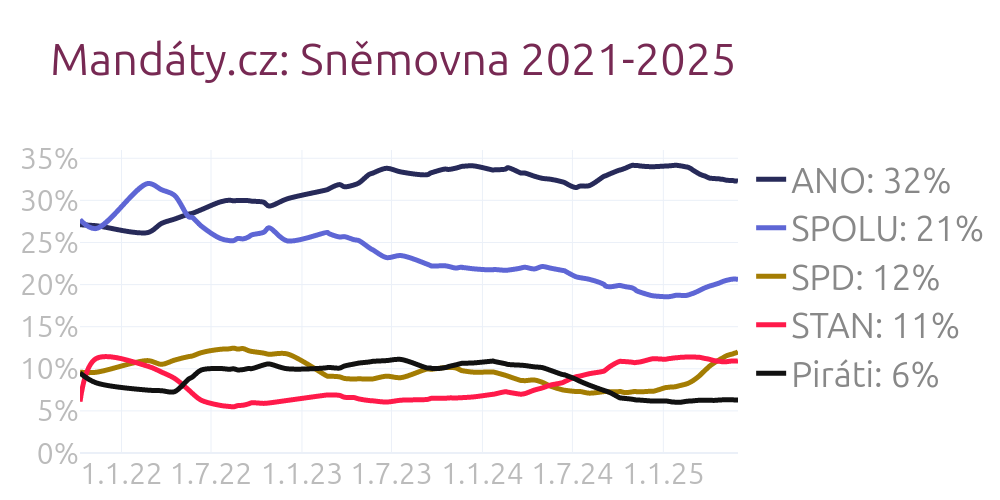 Mandáty.cz: Sněmovna 2021-2025
35%
30%
25%
20%
15%
10%
5%
0%
1.1.22 1.7.22 1.1.23 1.7.23 1.1.24 1.7.24 1.1.25
ANO: 32%
SPOLU: 21%
SPD: 12%
STAN: 11%
Piráti: 6%